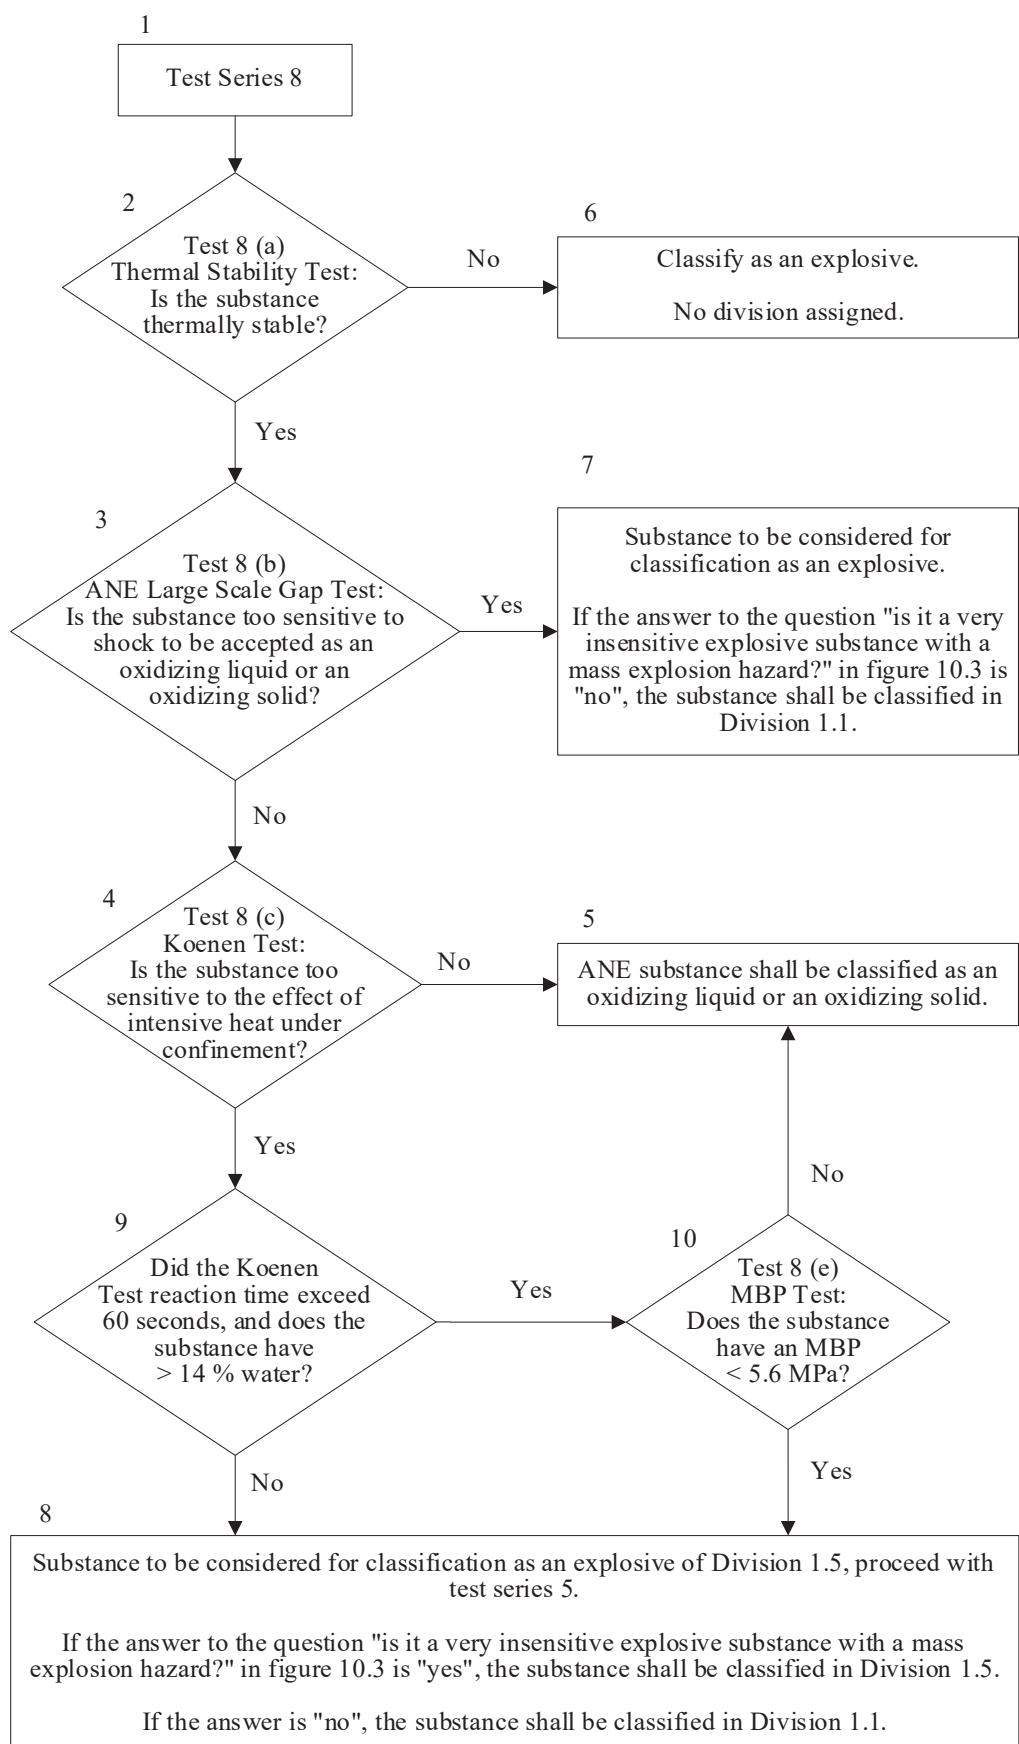 1
Test Series 8
2
Test 8 (a)
Thermal Stability Test:
Is the substance
thermally stable?
No
6
Classify as an explosive.
No division assigned.
Yes
3
Test 8 (b)
ANE Large Scale Gap Test:
Is the substance too sensitive to
shock to be accepted as an
oxidizing liquid or an
oxidizing solid?
Yes
7
Substance to be considered for
classification as an explosive.
If the answer to the question "is it a very
insensitive explosive substance with a
mass explosion hazard?" in figure 10.3 is
"no", the substance shall be classified in
Division 1.1.
No
4
Test 8 (c)
Koenen Test:
Is the substance too
sensitive to the effect of
intensive heat under
confinement?
No
5
ANE substance shall be classified as an
oxidizing liquid or an oxidizing solid.
Yes
No
9
Did the Koenen
Test reaction time exceed
60 seconds, and does the
substance have
> 14 % water?
Yes
10
Test 8 (e)
MBP Test:
Does the substance
have an MBP
< 5.6 MPa?
No
Yes
8
Substance to be considered for classification as an explosive of Division 1.5, proceed with
test series 5.
If the answer to the question "is it a very insensitive explosive substance with a mass
explosion hazard?" in figure 10.3 is "yes", the substance shall be classified in Division 1.5.
If the answer is "no", the substance shall be classified in Division 1.1.